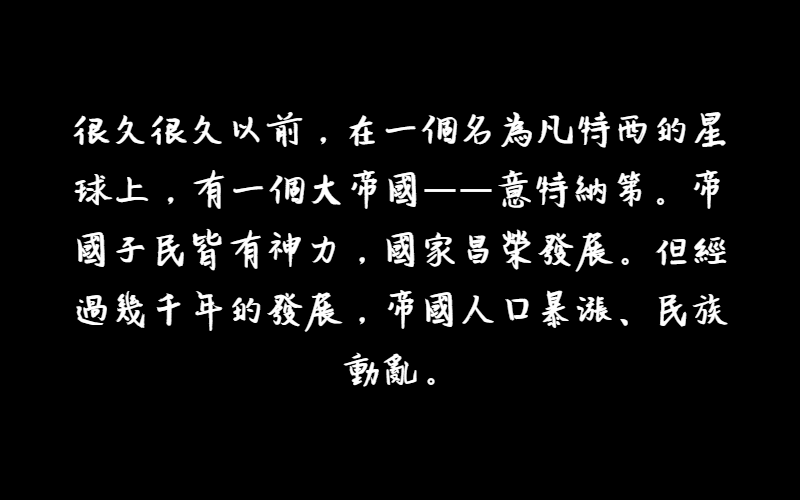 很久很久以前，在一個名為凡特西的星
球上，有一個大帝國——意特納第。帝
國子民皆有神力，國家昌榮發展。但經
過幾千年的發展，帝國人口暴漲、民族
動亂。